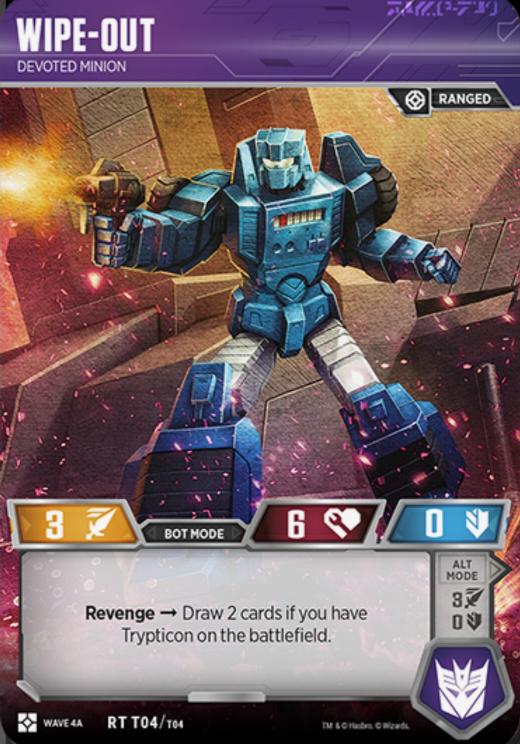 WIPE-OUT
DEVOTED MINION
RANGED
3
BOT MODE
6
0
ALT
MODE
3
0
Revenge → Draw 2 cards if you have
Trypticon on the battlefield.
WAVE 4A
RT T04/T04
TM & © Hasbro. © Wizards.